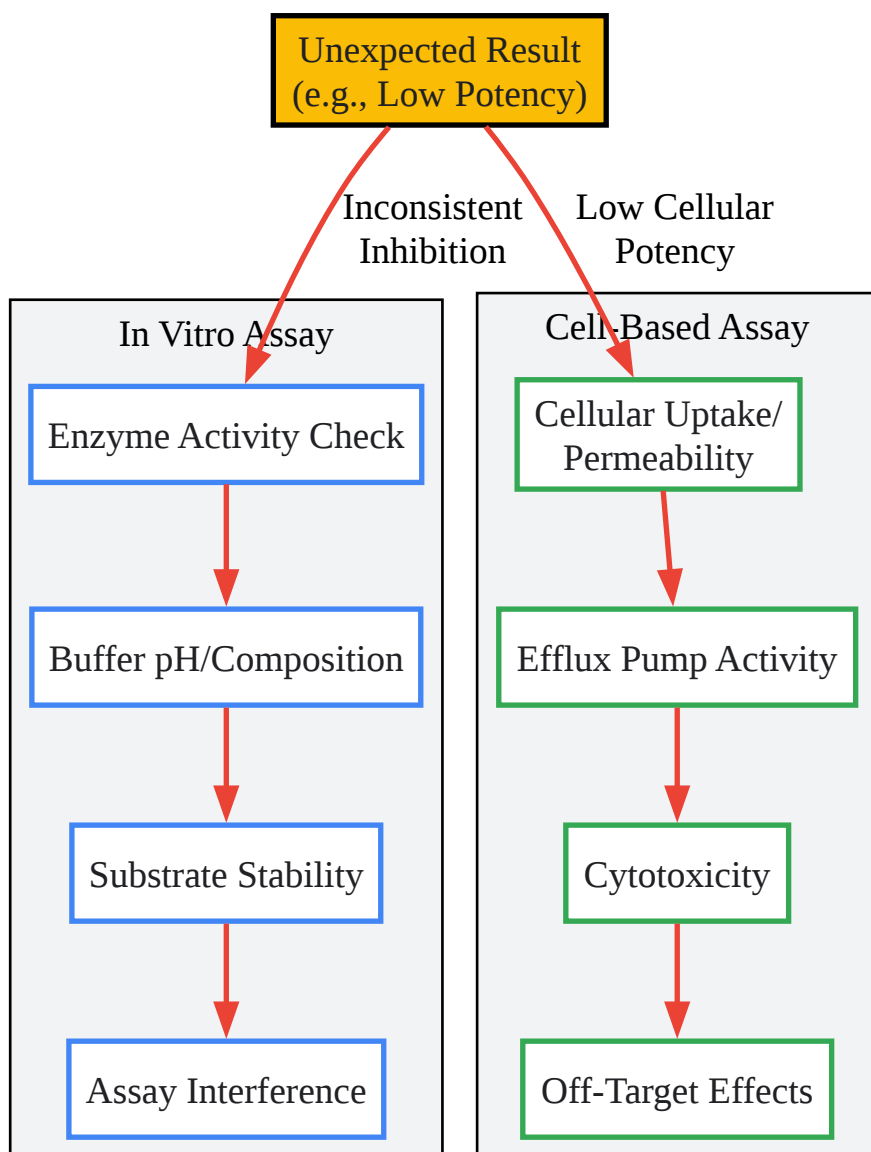 Unexpected Result
(e.g., Low Potency)
Inconsistent
Inhibition
Low Cellular
Potency
In Vitro Assay
Enzyme Activity Check
Buffer pH/Composition
Substrate Stability
Assay Interference
Cell-Based Assay
Cellular Uptake/
Permeability
Efflux Pump Activity
Cytotoxicity
Off-Target Effects